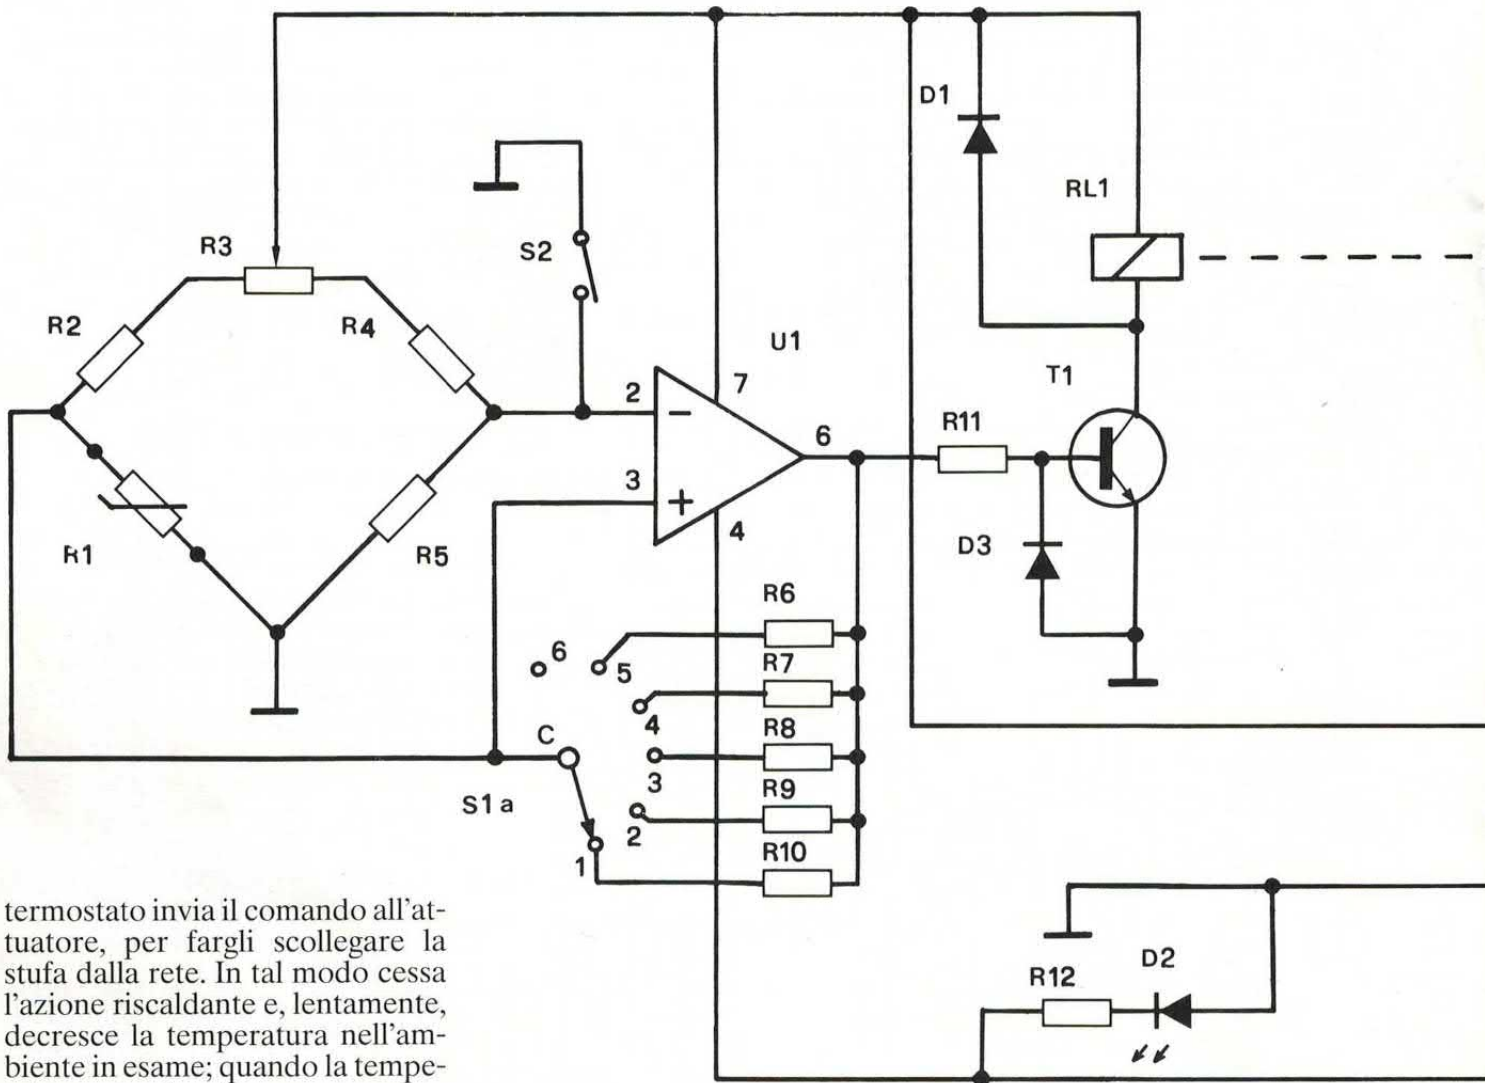 D1
RL1
S2
R3
R2
R4
U1
T1
2
7
R11
6
3
4
R1
R5
D3
R6
6
5
R7
4
C
R8
3
S1a
R9
2
1
R10
termostato invia il comando all'at-
tuatore, per fargli scollegare la
stufa dalla rete. In tal modo cessa
l'azione riscaldante e, lentamente,
decresce la temperatura nell'am-
biente in esame; quando la tempe-
R12
D2